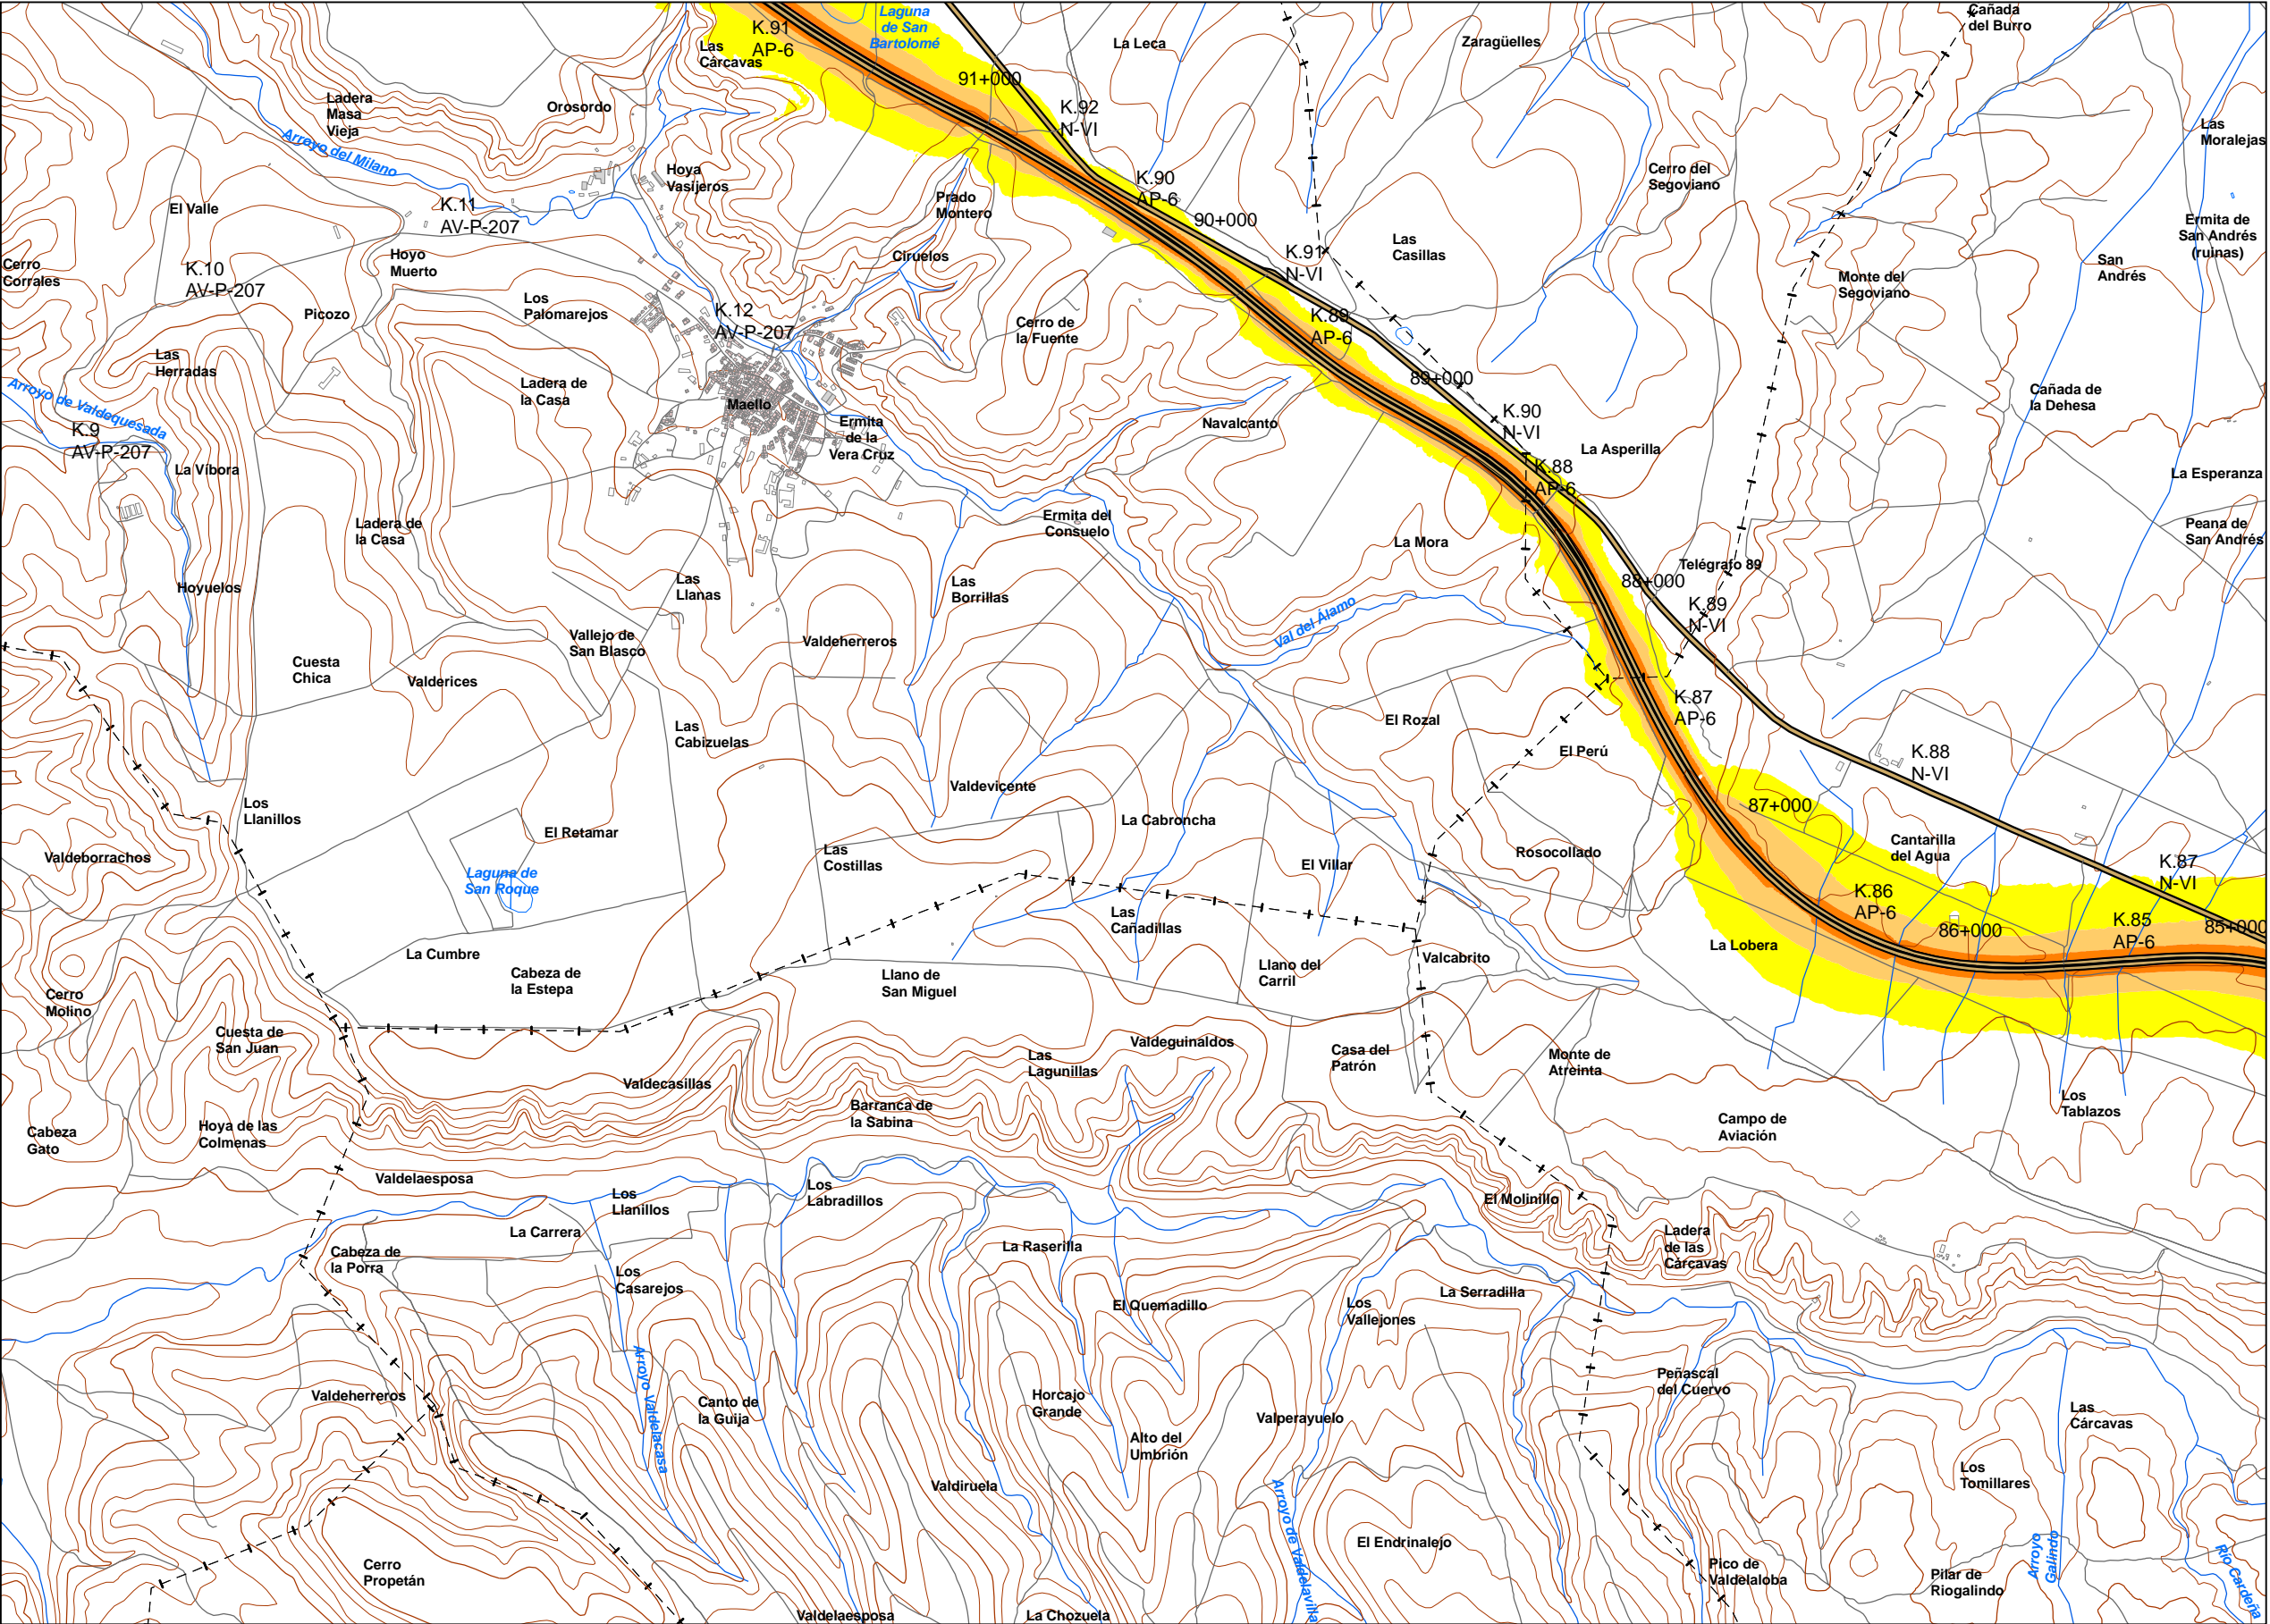 Laguna
de San
Bartolomé
K.91
AP-6
Las
Cárcavas
La Leca
Zaragüelles
Cañada
del Burro
91+000
K.92
N-VI
Ladera
Masa
Vieja
Orosordo
Arroyo del Milano
Las
Moralejas
Hoya
Vasijeros
K.90
AP-6
Cerro del
Segoviano
El Valle
K.11
AV-P-207
Prado
Montero
90+000
Ermita de
San Andrés
(ruinas)
Cerro
Corrales
K.10
AV-P-207
Hoyo
Muerto
Ciruelos
K.91
N-VI
Las
Casillas
San
Andrés
Monte del
Segoviano
Picozo
Los
Palomarejos
K.12
AV-P-207
Cerro de
la Fuente
K.89
AP-6
Las
Herradas
Arroyo de Valdequesada
Ladera de
la Casa
Maello
89+000
Cañada de
la Dehesa
K.9
AV-P-207
La Víbora
Ermita
de la
Vera Cruz
Navalcanto
K.90
N-VI
La Asperilla
K.88
AP-6
La Esperanza
Ladera de
la Casa
Ermita del
Consuelo
La Mora
Peana de
San Andrés
Hoyuelos
Las
Llanas
Las
Borrillas
Telégrafo 89
88+000
K.89
N-VI
Val del Álamo
Vallejo de
San Blasco
Valdeherreros
Cuesta
Chica
Valderices
K.87
AP-6
Las
Cabizuelas
El Rozal
El Perú
K.88
N-VI
Valdevicente
Los
Llanillos
El Retamar
La Cabroncha
87+000
Valdeborrachos
Las
Costillas
El Villar
Rosocollado
Cantarilla
del Agua
K.87
N-VI
Laguna de
San Roque
K.86
AP-6
Las
Cañadillas
86+000
K.85
AP-6
85+000
La Cumbre
Cabeza de
la Estepa
Llano de
San Miguel
Llano del
Carril
Valcabrito
La Lobera
Cerro
Molino
Cuesta de
San Juan
Valdecasillas
Las
Lagunillas
Valdeguinaldos
Casa del
Patrón
Monte de
Atreinta
Los
Tablazos
Cabeza
Gato
Hoya de las
Colmenas
Barranca de
la Sabina
Campo de
Aviación
Valdelaesposa
Los
Llanillos
Los
Labradillos
El Molinillo
La Carrera
Cabeza de
la Porra
La Raserilla
Ladera
de las
Cárcavas
Los
Casarejos
El Quemadillo
Los
Vallejones
La Serradilla
Arroyo Valdelacasa
Valdeherreros
Canto de
la Guija
Horcajo
Grande
Valperayuelo
Peñascal
del Cuervo
Las
Cárcavas
Alto del
Umbrión
Valdiruela
Los
Tomillares
Arroyo de Valdelavilla
El Endrinalejo
Cerro
Propetán
Pico de
Valdelaloba
Pilar de
Riogalindo
Arroyo
Galindo
Río Cardeña
Valdelaesposa
La Chozuela